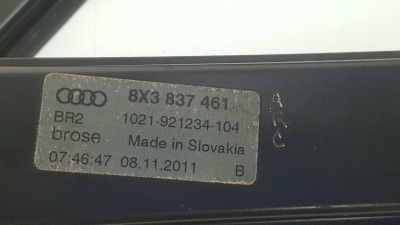 8X3 837 461
BR2 1021-921234-104
brose Made in Slovakia
07:46:47 08.11.2011 B